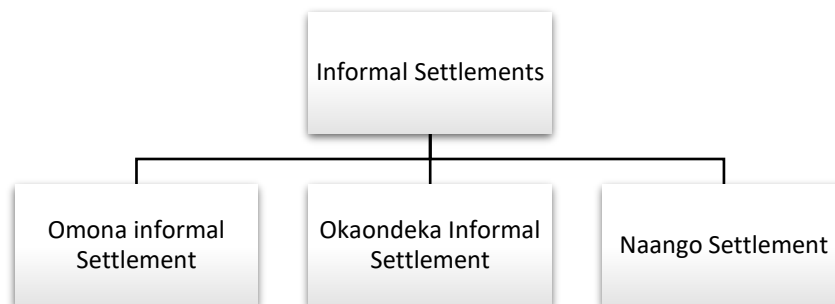 Informal Settlements
Omona informal
Settlement
Okaondeka Informal
Settlement
Naango Settlement